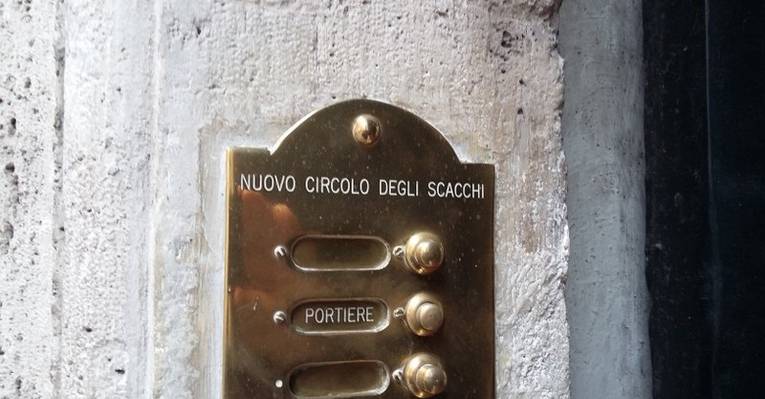 NUOVO CIRCOLO DEGLI SCACCHI
PORTIERE